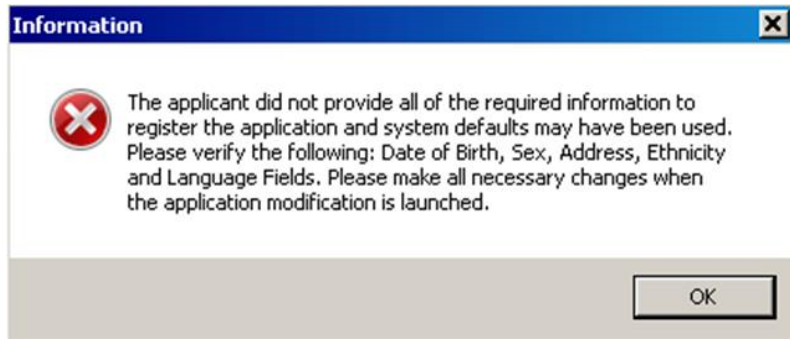 Information
The applicant did not provide all of the required information to
register the application and system defaults may have been used.
Please verify the following: Date of Birth, Sex, Address, Ethnicity
and Language Fields. Please make all necessary changes when
the application modification is launched.
OK